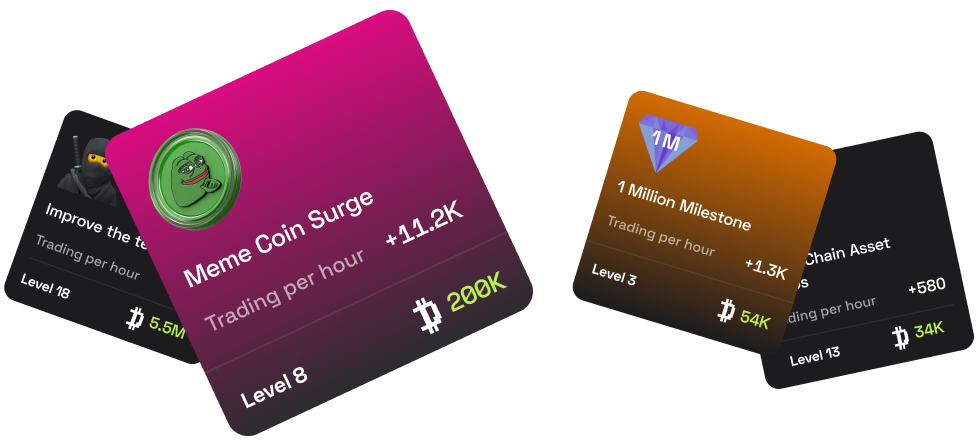 Improve the te
Trading per hour
Level 18
5.5M
Meme Coin Surge
Trading per hour
+11.2K
Level 8
200K
1M
1 Million Milestone
Trading per hour
+1.3K
Level 3
54K
Chain Asset
s
ding per hour
+580
Level 13
34K